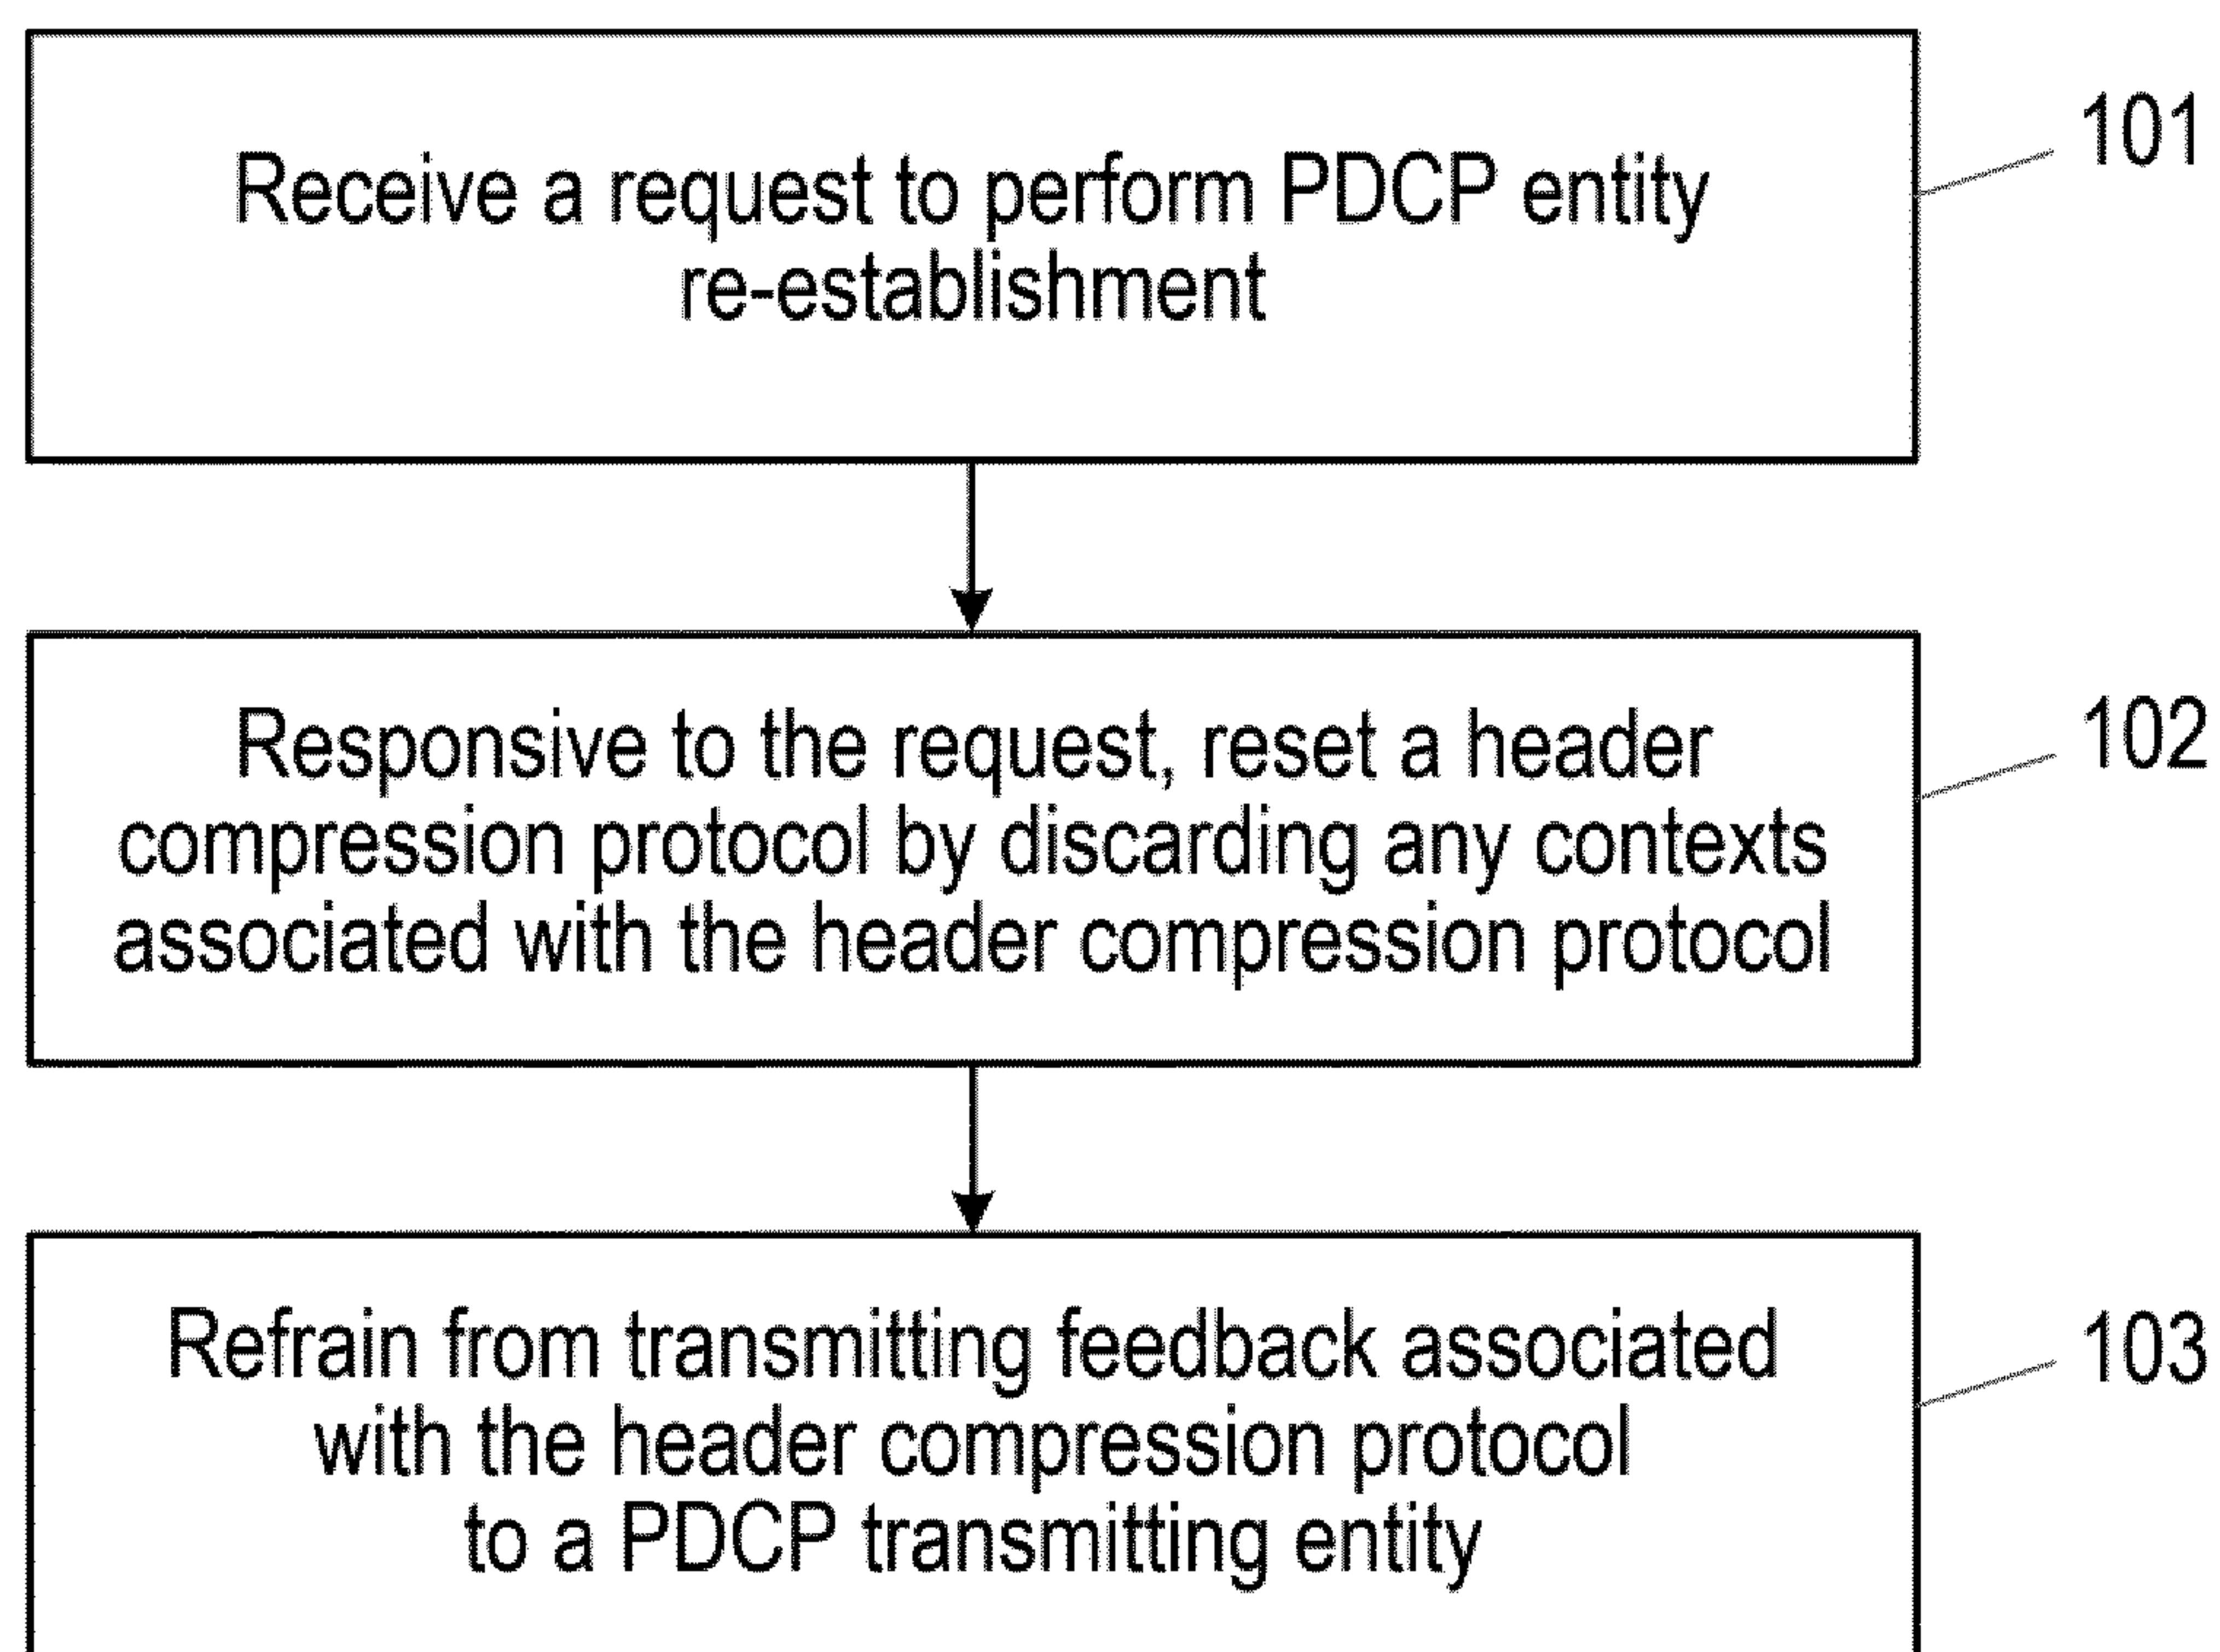 Receive a request to perform PDCP entity
re-establishment
101
Responsive to the request, reset a header
compression protocol by discarding any contexts
associated with the header compression protocol
102
Refrain from transmitting feedback associated
with the header compression protocol
to a PDCP transmitting entity
103